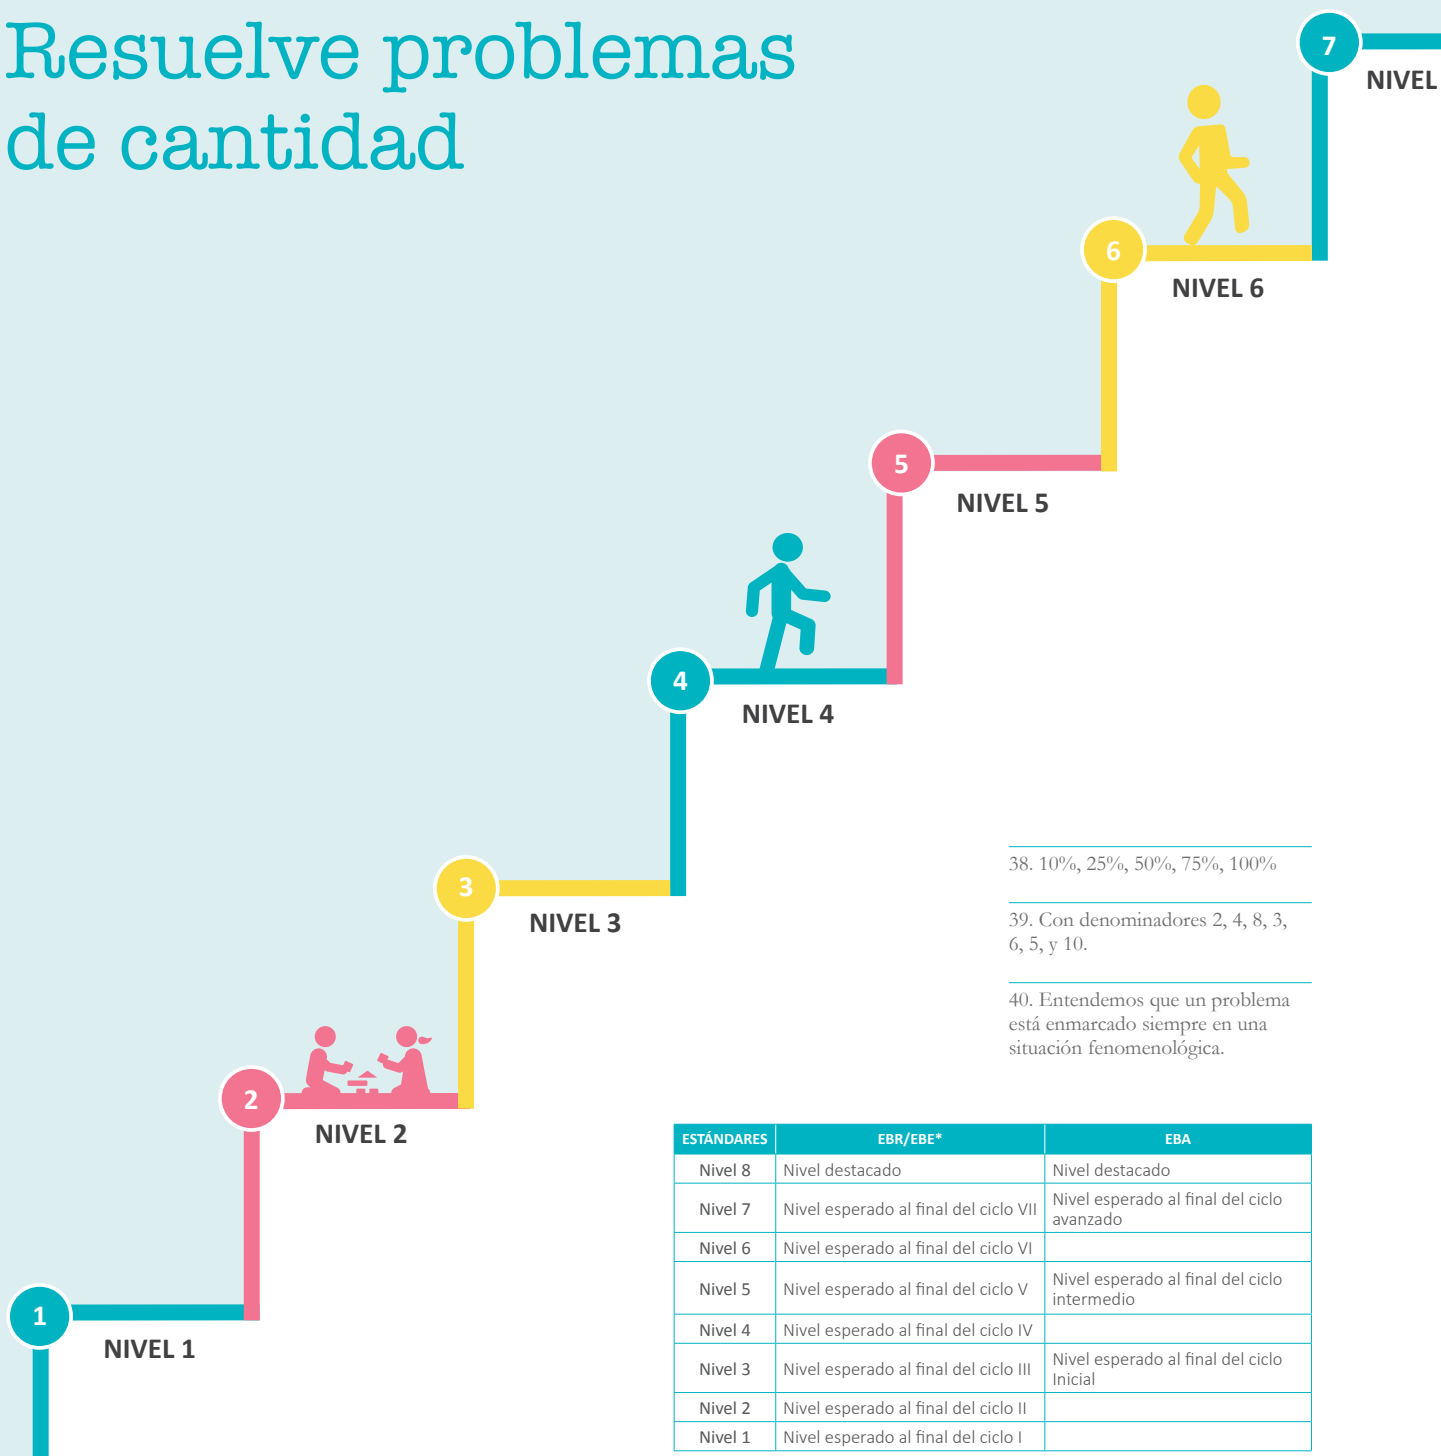 Resuelve problemas
de cantidad
7
NIVEL
6
NIVEL 6
5
NIVEL 5
4
NIVEL 4
3
NIVEL 3
2
NIVEL 2
1
NIVEL 1
38. 10%, 25%, 50%, 75%, 100%
39. Con denominadores 2, 4, 8, 3,
6, 5, y 10.
40. Entendemos que un problema
está enmarcado siempre en una
situación fenomenológica.
ESTÁNDARES EBR/EBE* EBA
Nivel 8 Nivel destacado Nivel destacado
Nivel 7 Nivel esperado al final del ciclo VII Nivel esperado al final del ciclo
avanzado
Nivel 6 Nivel esperado al final del ciclo VI
Nivel 5 Nivel esperado al final del ciclo V Nivel esperado al final del ciclo
intermedio
Nivel 4 Nivel esperado al final del ciclo IV
Nivel 3 Nivel esperado al final del ciclo III Nivel esperado al final del ciclo
Inicial
Nivel 2 Nivel esperado al final del ciclo II
Nivel 1 Nivel esperado al final del ciclo I